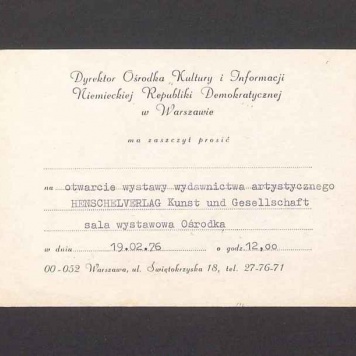 Dyrektor Ośrodka Kultury i Informacji
Niemieckiej Republiki Demokratycznej
w Warszawie
ma zaszczyt prosić
na otwarcie wystawy wydawnictwa artystycznego
HENSCHELVERLAG Kunst und Gesellschaft
sala wystawowa Ośrodka
w dniu 19.02.76 o godz. 12,oo
00-052 Warszawa, ul. Świętokrzyska 18, tel. 27-76-71